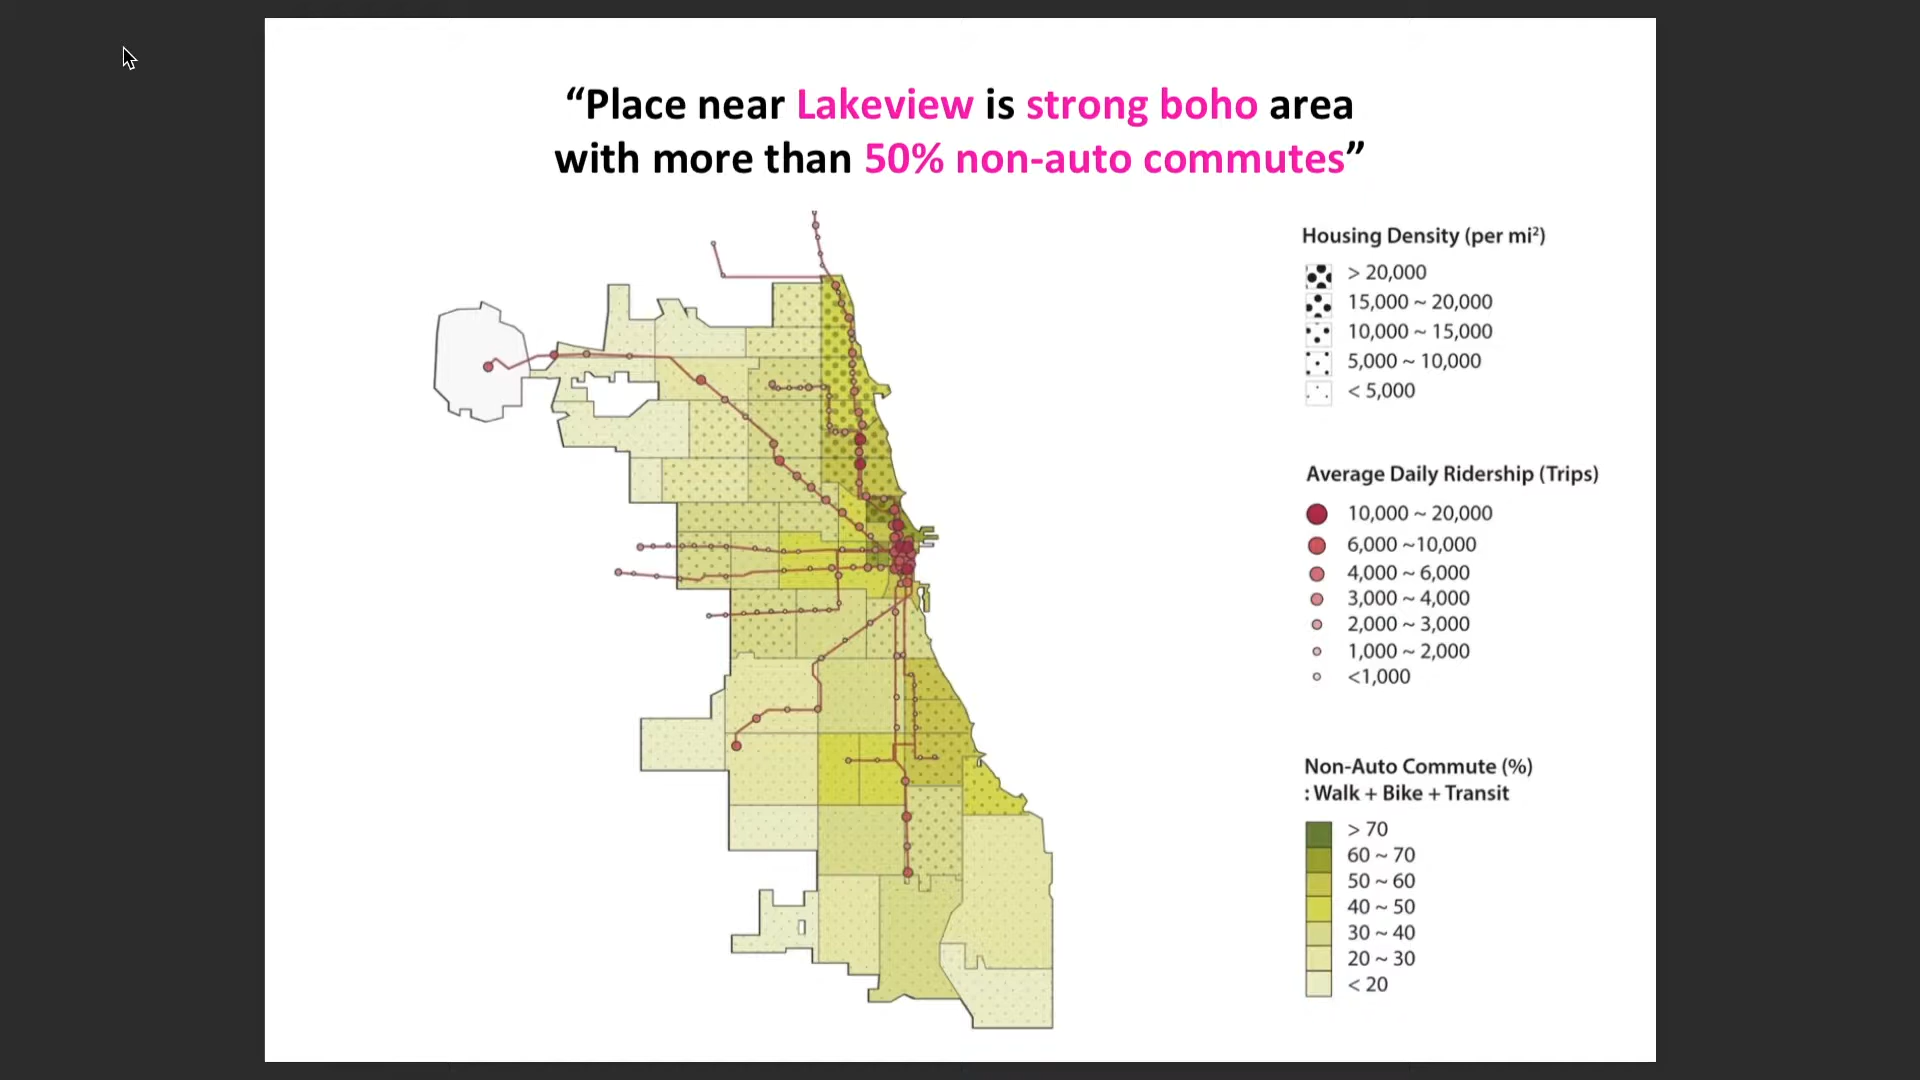 “Place near Lakeview is strong boho area
with more than 50% non-auto commutes”
Housing Density (per mi²)
> 20,000
15,000 ~ 20,000
10,000 ~ 15,000
5,000 ~ 10,000
< 5,000
Average Daily Ridership (Trips)
10,000 ~ 20,000
6,000 ~10,000
4,000 ~ 6,000
3,000 ~ 4,000
2,000 ~ 3,000
1,000 ~ 2,000
<1,000
Non-Auto Commute (%)
: Walk + Bike + Transit
> 70
60 ~ 70
50 ~ 60
40 ~ 50
30 ~ 40
20 ~ 30
< 20